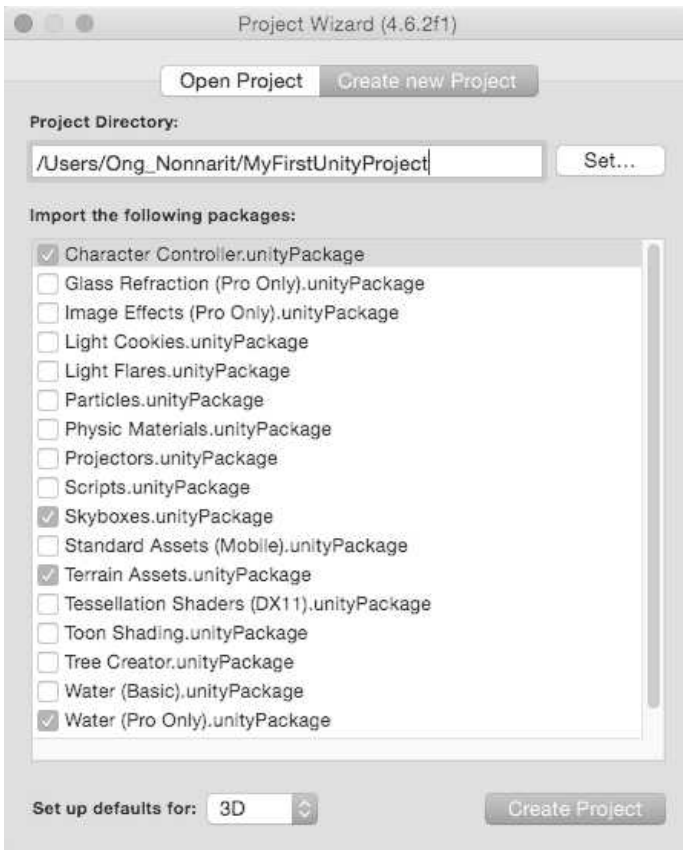 Project Wizard (4.6.2f1)
Open Project Create new Project
Project Directory:
/Users/Ong_Nonnarit/MyFirstUnityProject Set...
Import the following packages:
Character Controller.unityPackage
Glass Refraction (Pro Only).unityPackage
Image Effects (Pro Only).unityPackage
Light Cookies.unityPackage
Light Flares.unityPackage
Particles.unityPackage
Physic Materials.unityPackage
Projectors.unityPackage
Scripts.unityPackage
Skyboxes.unityPackage
Standard Assets (Mobile).unityPackage
Terrain Assets.unityPackage
Tessellation Shaders (DX11).unityPackage
Toon Shading.unityPackage
Tree Creator.unityPackage
Water (Basic).unityPackage
Water (Pro Only).unityPackage
Set up defaults for: 3D Create Project